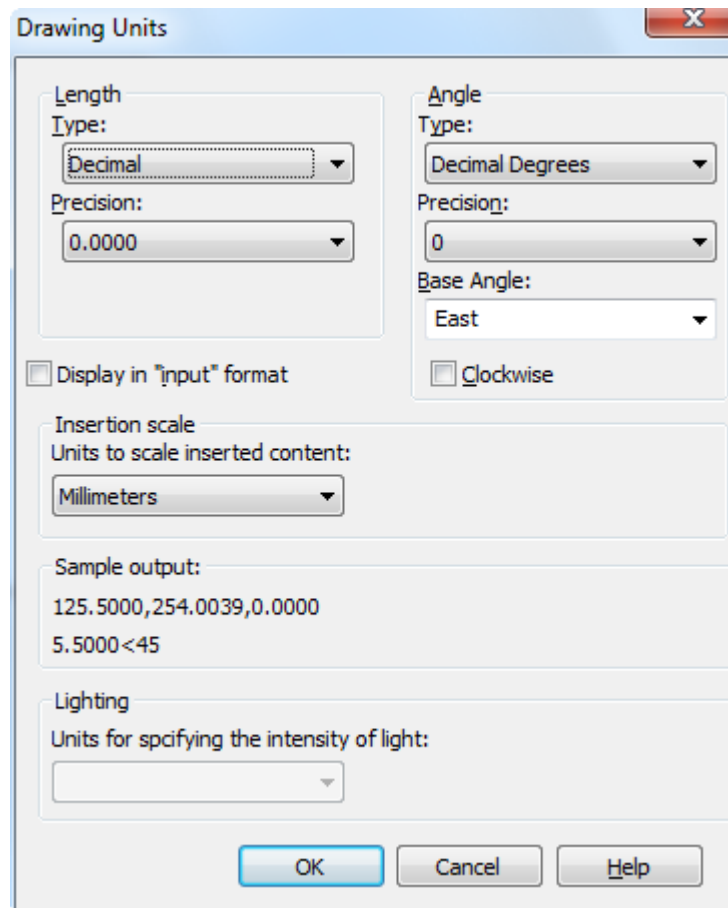 Drawing Units
Length
Type:
Decimal
Precision:
0.0000
Angle
Type:
Decimal Degrees
Precision:
0
Base Angle:
East
Display in "input" format
Clockwise
Insertion scale
Units to scale inserted content:
Millimeters
Sample output:
125.5000,254.0039,0.0000
5.5000<45
Lighting
Units for spcifying the intensity of light:
OK
Cancel
Help